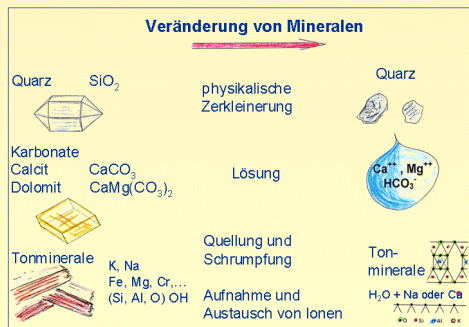 Veränderung von Mineralen
Quarz SiO₂
physikalische
Zerkleinerung
Quarz
Karbonate
Calcit CaCO₃
Dolomit CaMg(CO₃)₂
Lösung
Ca⁺⁺, Mg⁺⁺
HCO₃⁻
Tonminerale
K, Na
Fe, Mg, Cr,...
(Si, Al, O) OH
Quellung und
Schrumpfung
Aufnahme und
Austausch von Ionen
Ton-
minerale
H₂O + Na oder Ca
O Si Al K